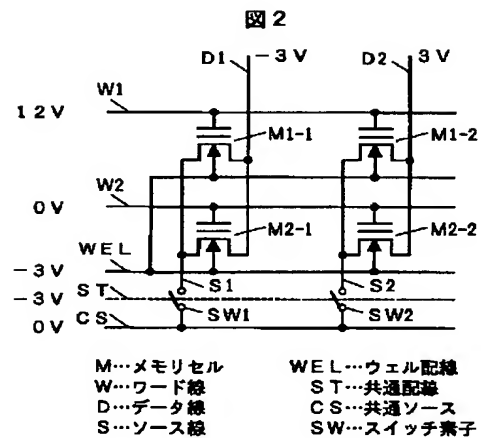 図2
D1 −3V D2 3V
W1
12V
M1-1 M1-2
W2
0V
M2-1 M2-2
WEL
−3V
S1 S2
ST
−3V
SW1 SW2
CS
0V
M…メモリセル WEL…ウェル配線
W…ワード線 ST…共通配線
D…データ線 CS…共通ソース
S…ソース線 SW…スイッチ素子